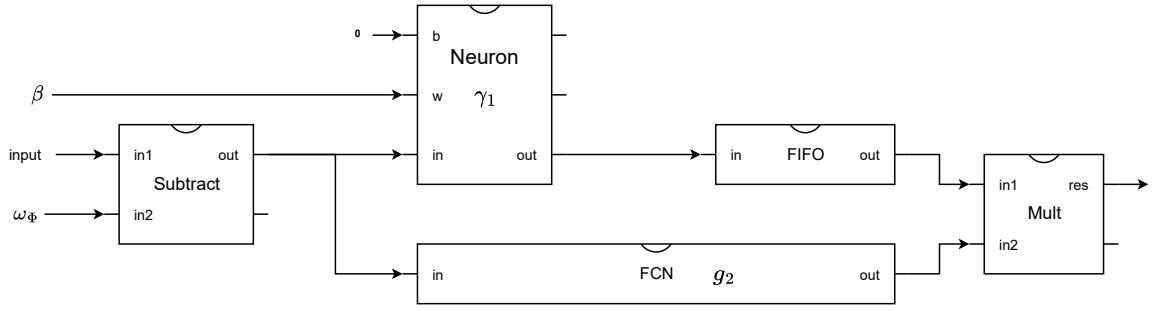 0
b
Neuron
β
w
γ₁
input
in1
out
in
out
in
FIFO
out
Subtract
in1
res
ω_Φ
in2
Mult
in2
in
FCN
g₂
out